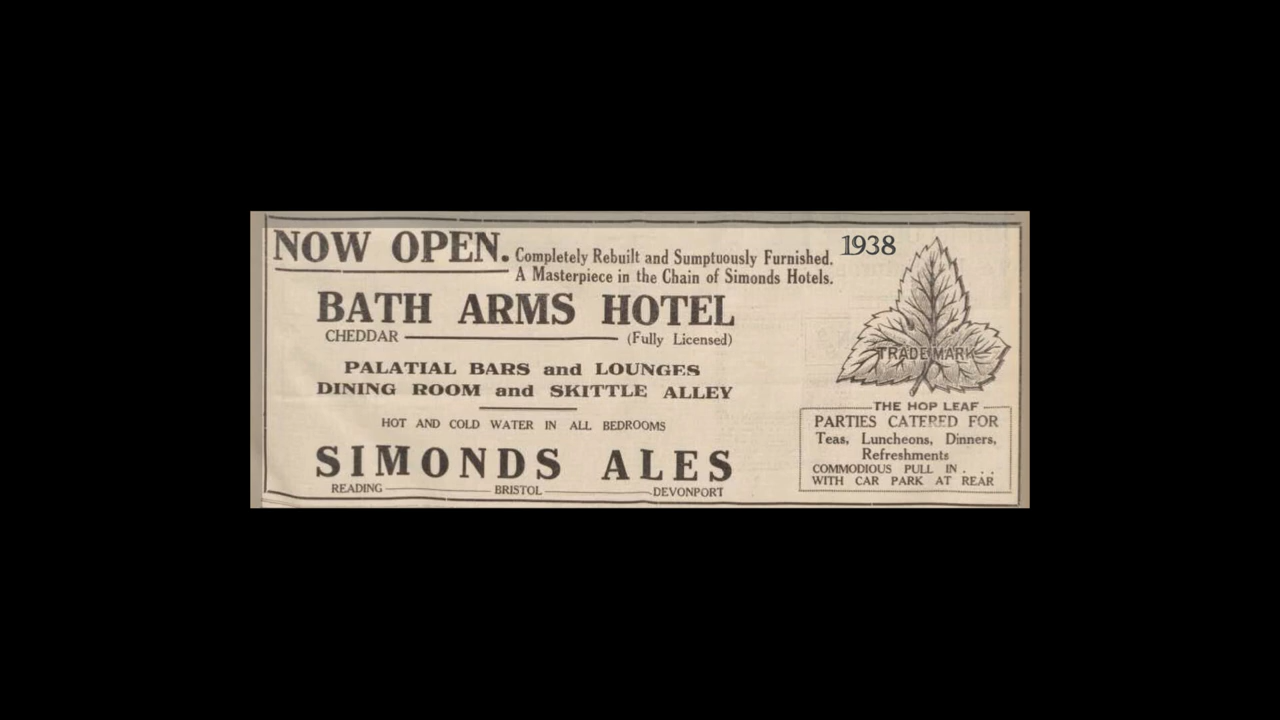 NOW OPEN. Completely Rebuilt and Sumptuously Furnished.
A Masterpiece in the Chain of Simonds Hotels.
1938
BATH ARMS HOTEL
CHEDDAR (Fully Licensed)
PALATIAL BARS and LOUNGES
DINING ROOM and SKITTLE ALLEY
HOT AND COLD WATER IN ALL BEDROOMS
SIMONDS ALES
READING BRISTOL DEVONPORT
TRADE MARK
THE HOP LEAF
PARTIES CATERED FOR
Teas, Luncheons, Dinners,
Refreshments
COMMODIOUS PULL IN . . .
WITH CAR PARK AT REAR